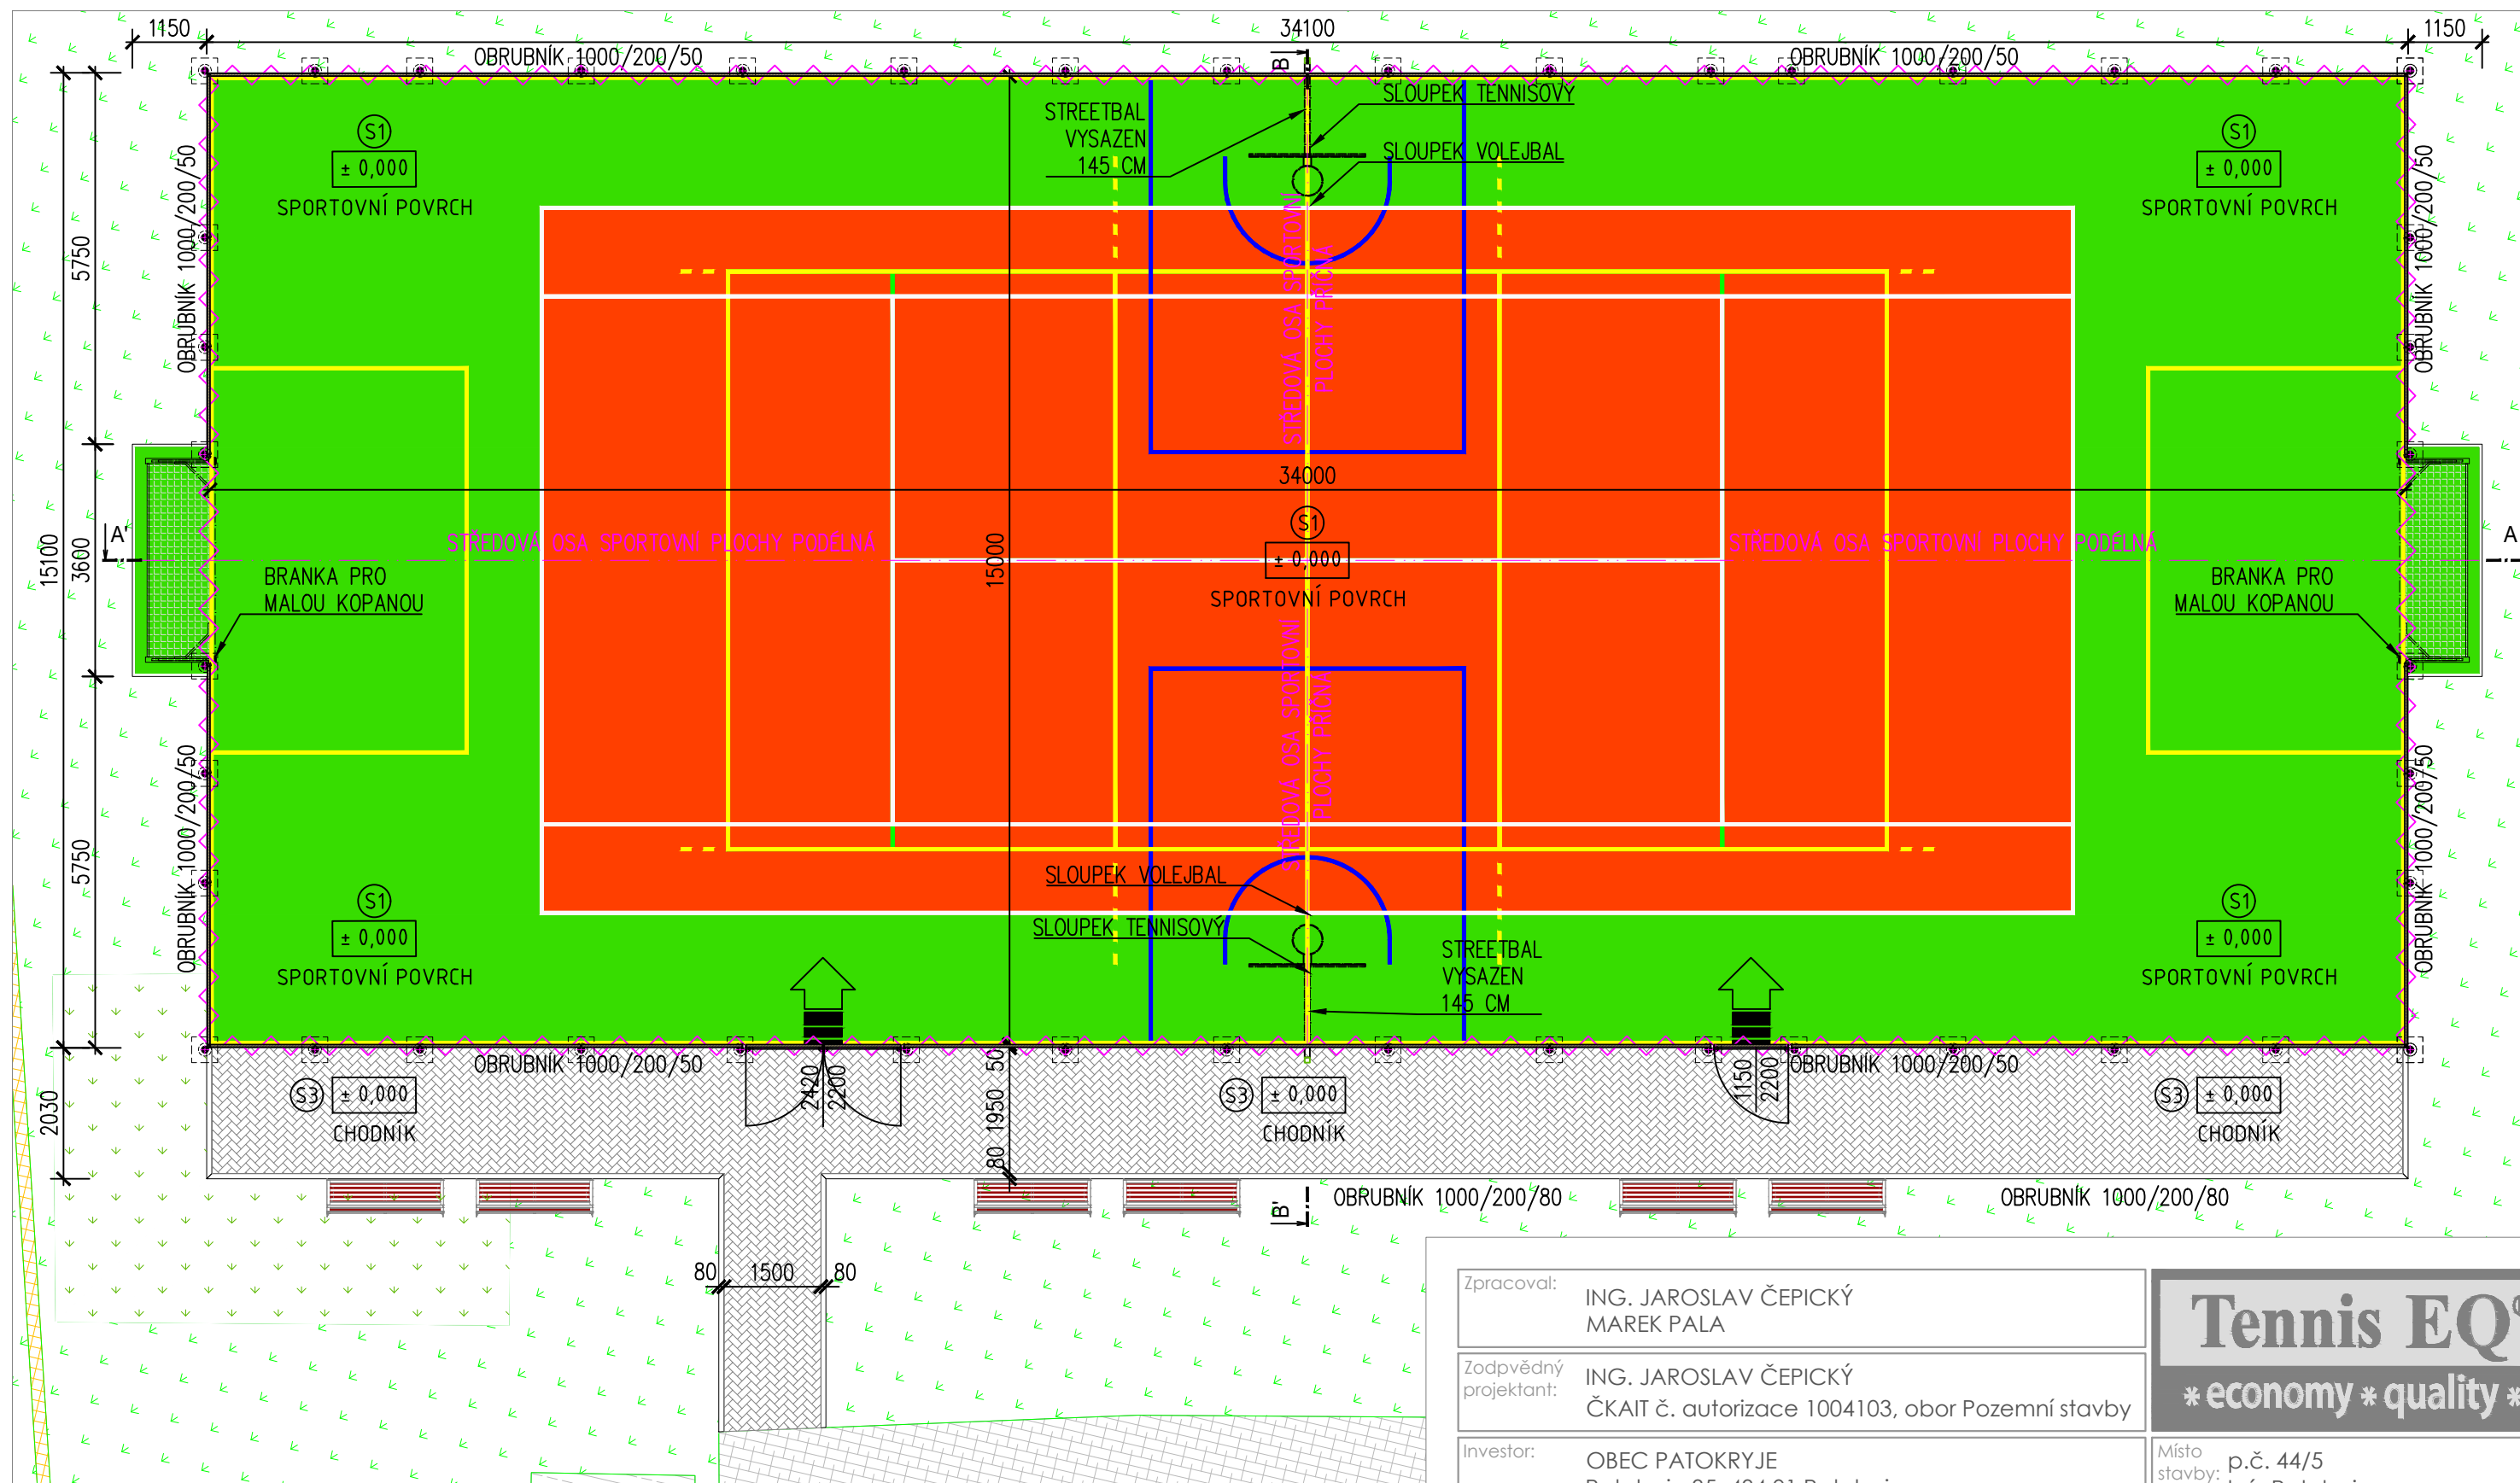 1150
34100
1150
OBRUBNÍK 1000/200/50
B
OBRUBNÍK 1000/200/50
STREETBAL
VYSAZEN
145 CM
SLOUPEK TENNISOVÝ
SLOUPEK VOLEJBAL
S1
± 0,000
SPORTOVNÍ POVRCH
S1
± 0,000
SPORTOVNÍ POVRCH
OBRUBNÍK 1000/200/50
OBRUBNÍK 1000/200/50
5750
STŘEDOVÁ OSA SPORTOVNÍ
PLOCHY PŘÍČNÁ
34000
15100
3600
15000
A'
A
STŘEDOVÁ OSA SPORTOVNÍ PLOCHY PODÉLNÁ
S1
± 0,000
SPORTOVNÍ POVRCH
STŘEDOVÁ OSA SPORTOVNÍ PLOCHY PODÉLNÁ
BRANKA PRO
MALOU KOPANOU
BRANKA PRO
MALOU KOPANOU
STŘEDOVÁ OSA SPORTOVNÍ
PLOCHY PŘÍČNÁ
5750
OBRUBNÍK 1000/200/50
OBRUBNÍK 1000/200/50
SLOUPEK VOLEJBAL
SLOUPEK TENNISOVÝ
STREETBAL
VYSAZEN
145 CM
S1
± 0,000
SPORTOVNÍ POVRCH
S1
± 0,000
SPORTOVNÍ POVRCH
OBRUBNÍK 1000/200/50
OBRUBNÍK 1000/200/50
2420
2200
50
1950
80
1150
2200
2030
S3
± 0,000
CHODNÍK
S3
± 0,000
CHODNÍK
S3
± 0,000
CHODNÍK
B'
OBRUBNÍK 1000/200/80
OBRUBNÍK 1000/200/80
80
1500
80
Zpracoval:
ING. JAROSLAV ČEPICKÝ
MAREK PALA
Zodpvědný
projektant:
ING. JAROSLAV ČEPICKÝ
ČKAIT č. autorizace 1004103, obor Pozemní stavby
Investor:
OBEC PATOKRYJE
Tennis EQ
* economy * quality *
Místo
stavby:
p.č. 44/5